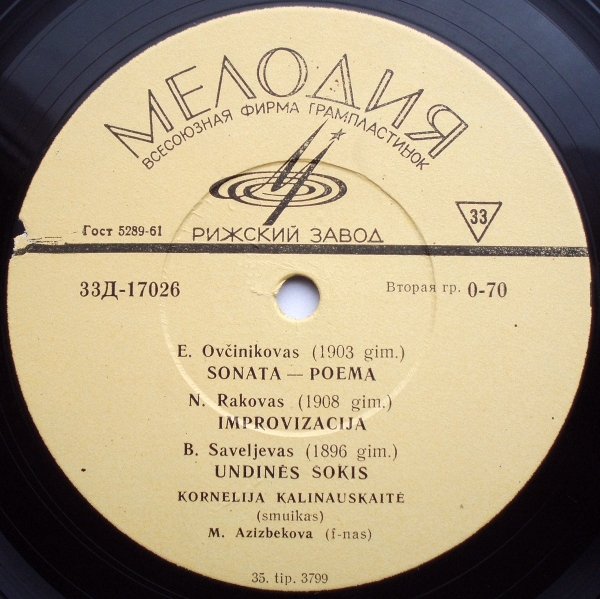 МЕЛОДИЯ
ВСЕСОЮЗНАЯ ФИРМА ГРАМПЛАСТИНОК
Гост 5289-61
РИЖСКИЙ ЗАВОД
33
33Д-17026
Вторая гр. 0-70
E. Ovčinikovas (1903 gim.)
SONATA — POEMA
N. Rakovas (1908 gim.)
IMPROVIZACIJA
B. Saveljevas (1896 gim.)
UNDINĖS SOKIS
KORNELIJA KALINAUSKAITĖ
(smuikas)
M. Azizbekova (f-nas)
35. tip. 3799